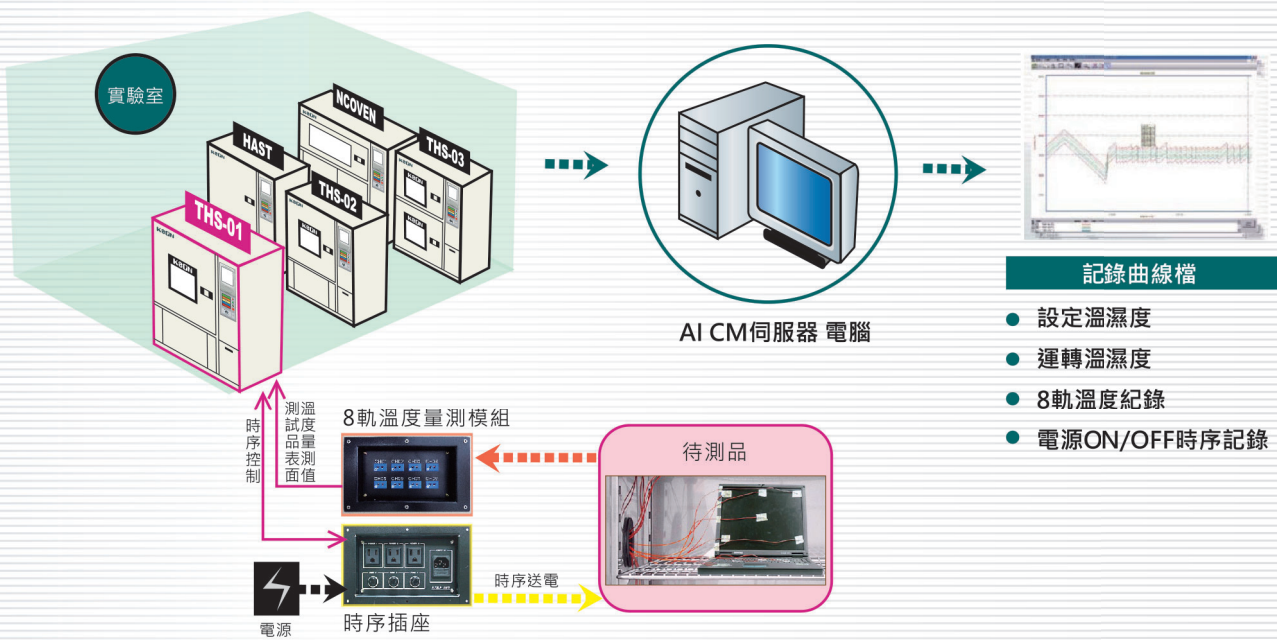 實驗室
NCOVEN
HAST
THS-03
THS-02
THS-01
K-SON
AI CM伺服器 電腦
記錄曲線檔
設定溫濕度
運轉溫濕度
8軌溫度紀錄
電源ON/OFF時序記錄
時序控制
溫度量測值
測試品表面
8軌溫度量測模組
待測品
時序送電
電源
時序插座